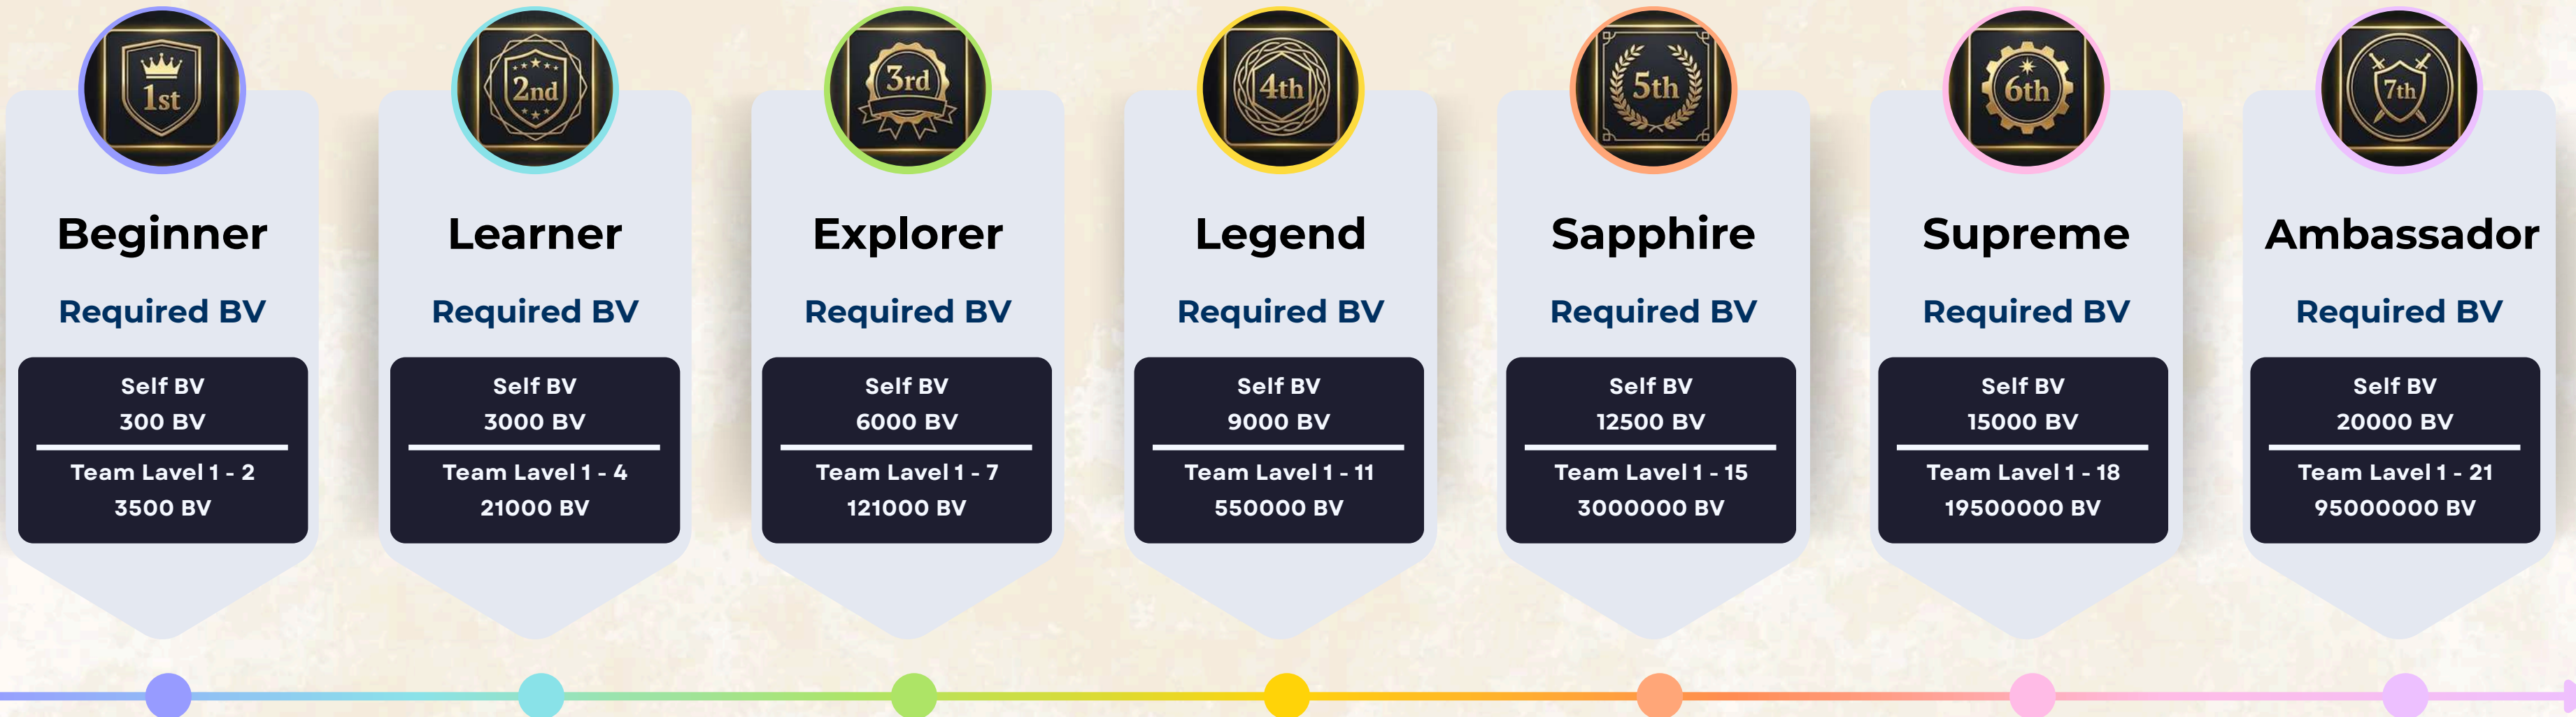 1st
Beginner
Required BV
Self BV
300 BV
Team Lavel 1 - 2
3500 BV
2nd
Learner
Required BV
Self BV
3000 BV
Team Lavel 1 - 4
21000 BV
3rd
Explorer
Required BV
Self BV
6000 BV
Team Lavel 1 - 7
121000 BV
4th
Legend
Required BV
Self BV
9000 BV
Team Lavel 1 - 11
550000 BV
5th
Sapphire
Required BV
Self BV
12500 BV
Team Lavel 1 - 15
3000000 BV
6th
Supreme
Required BV
Self BV
15000 BV
Team Lavel 1 - 18
19500000 BV
7th
Ambassador
Required BV
Self BV
20000 BV
Team Lavel 1 - 21
95000000 BV